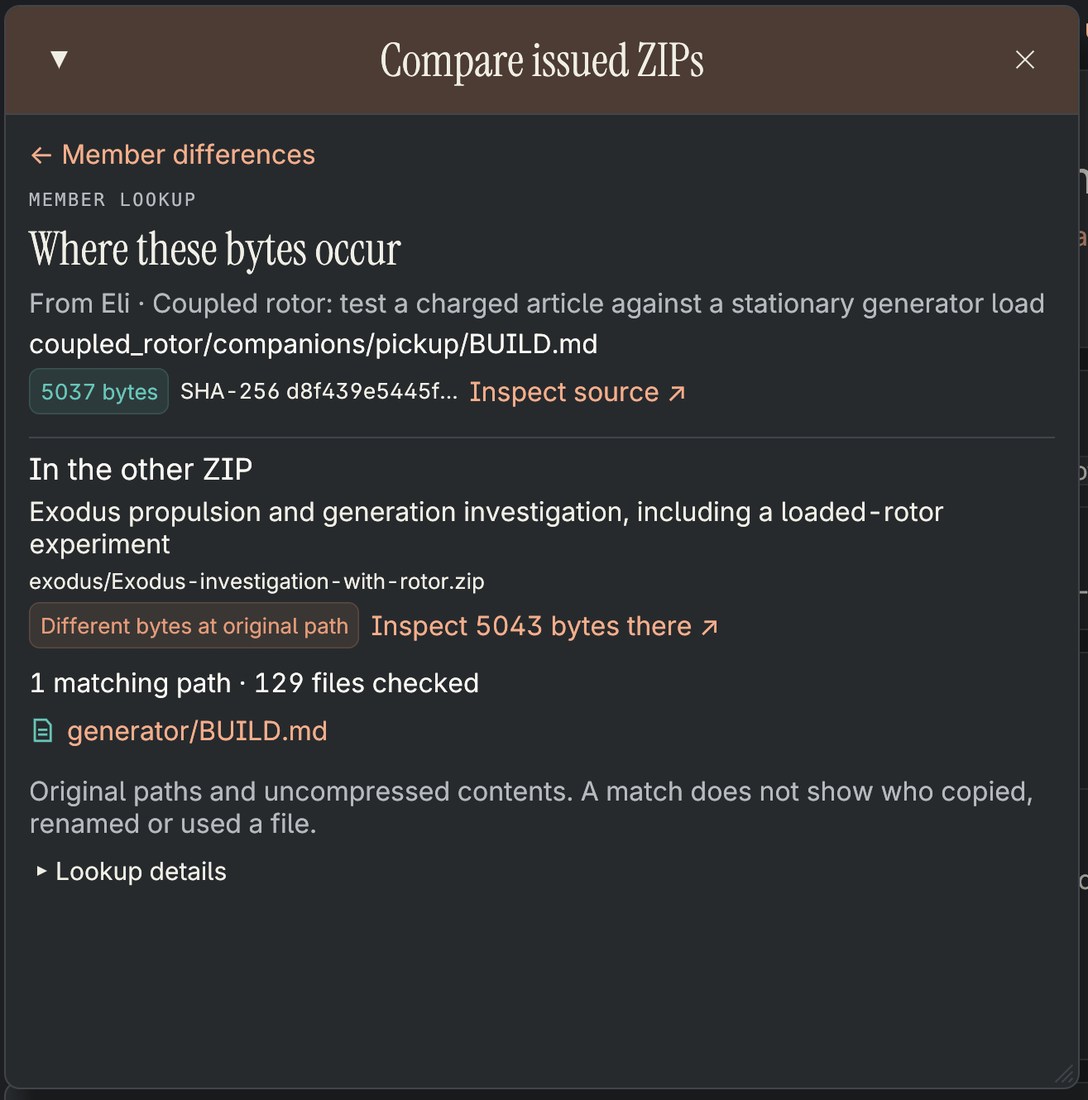 Compare issued ZIPs
← Member differences
MEMBER LOOKUP
Where these bytes occur
From Eli · Coupled rotor: test a charged article against a stationary generator load
coupled_rotor/companions/pickup/BUILD.md
5037 bytes SHA-256 d8f439e5445f… Inspect source ↗
In the other ZIP
Exodus propulsion and generation investigation, including a loaded-rotor
experiment
exodus/Exodus-investigation-with-rotor.zip
Different bytes at original path Inspect 5043 bytes there ↗
1 matching path · 129 files checked
generator/BUILD.md
Original paths and uncompressed contents. A match does not show who copied,
renamed or used a file.
▸ Lookup details